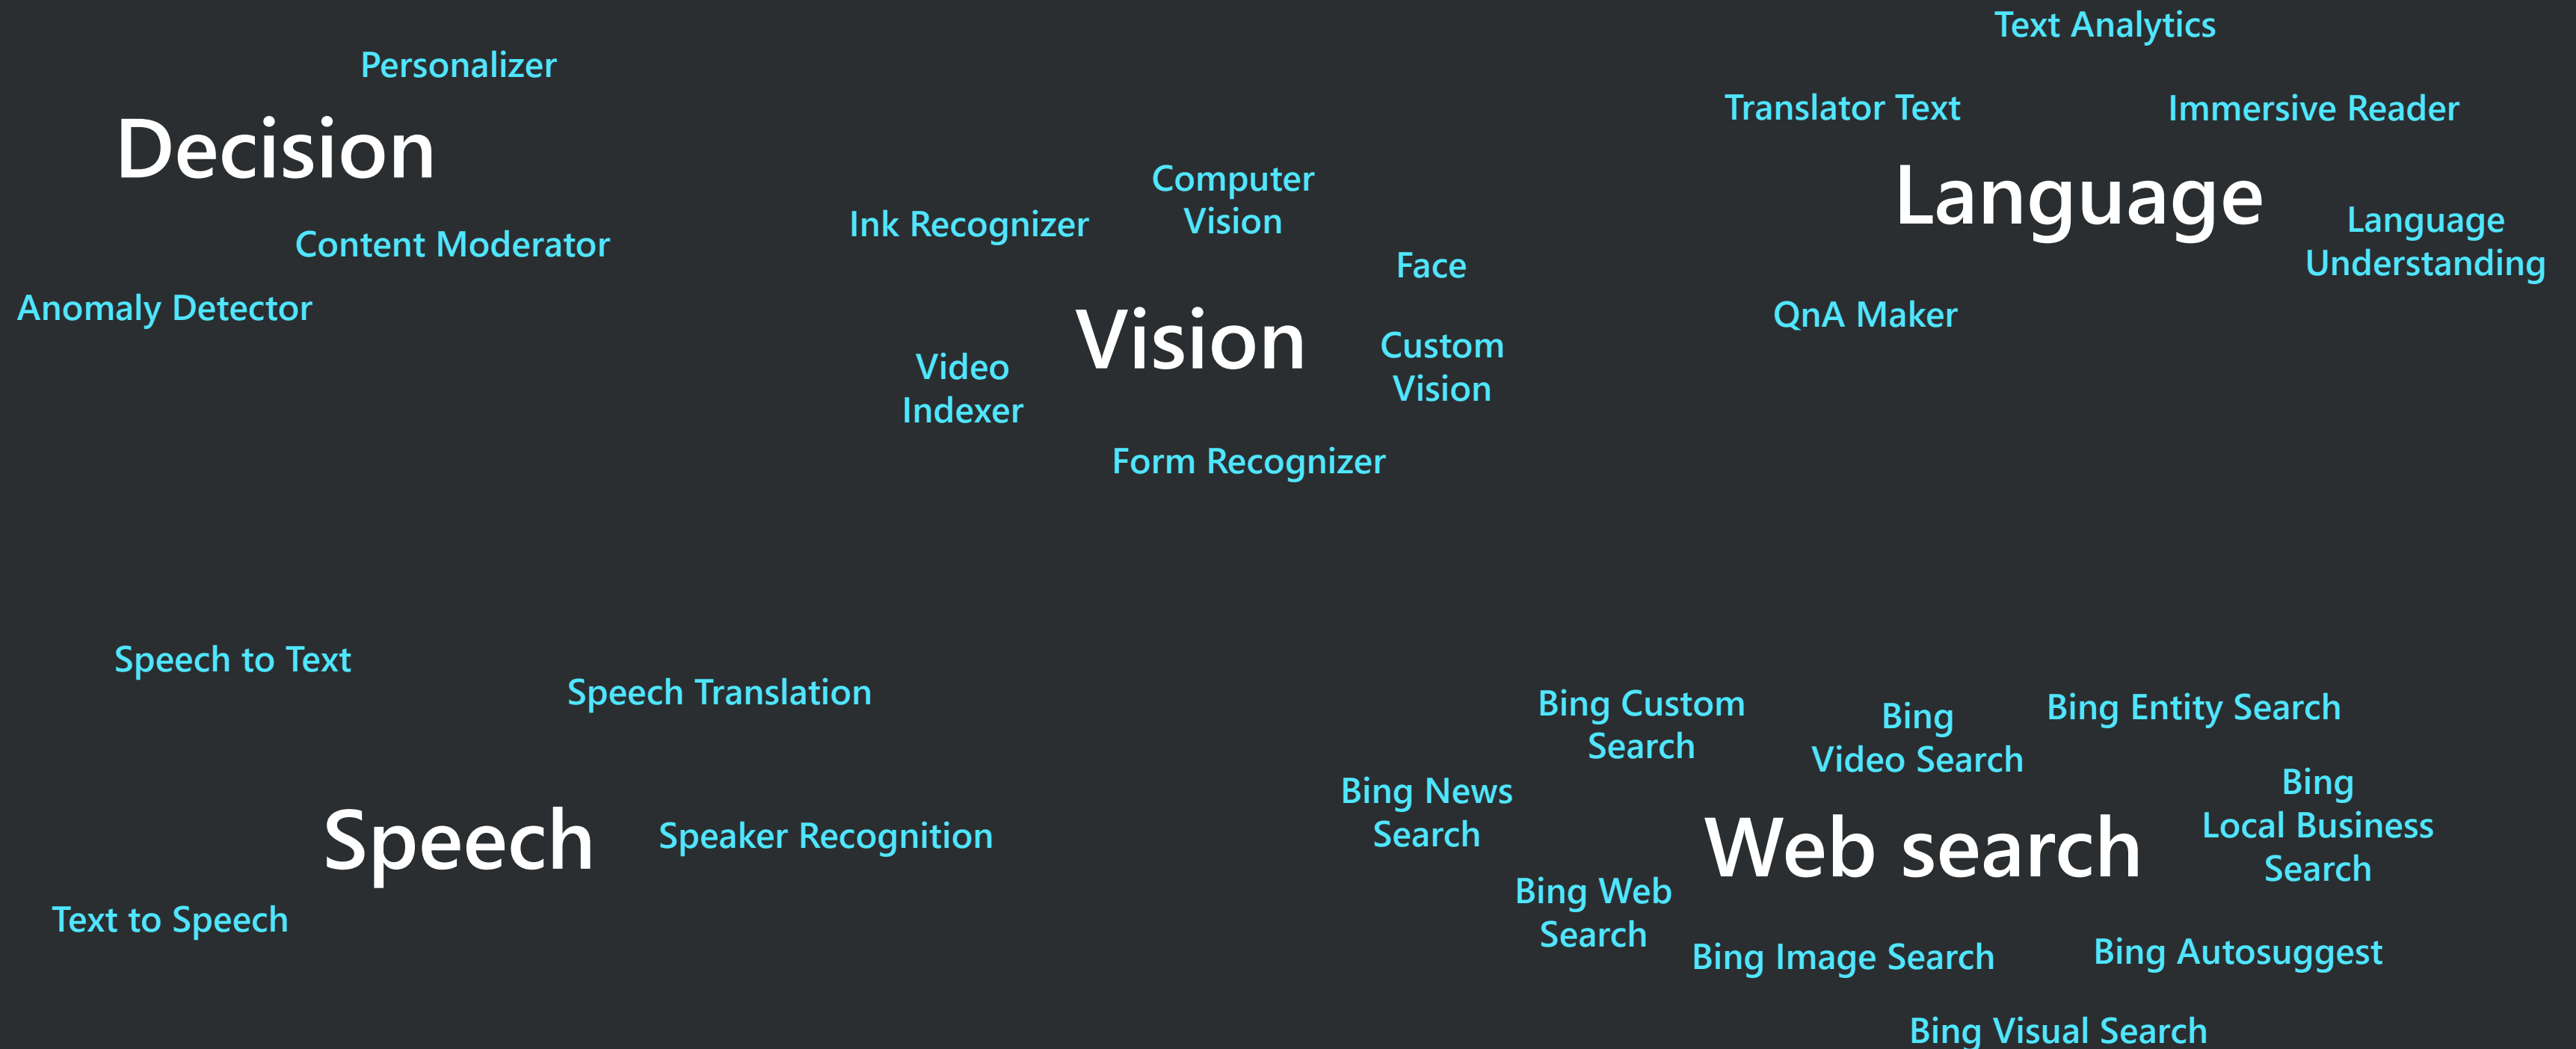 Personalizer
Decision
Content Moderator
Anomaly Detector
Computer
Vision
Ink Recognizer
Face
Vision
Custom
Vision
Video
Indexer
Form Recognizer
Text Analytics
Translator Text
Immersive Reader
Language
Language
Understanding
QnA Maker
Speech to Text
Speech Translation
Speech
Speaker Recognition
Text to Speech
Bing Custom
Search
Bing
Video Search
Bing Entity Search
Bing News
Search
Web search
Bing
Local Business
Search
Bing Web
Search
Bing Image Search
Bing Autosuggest
Bing Visual Search